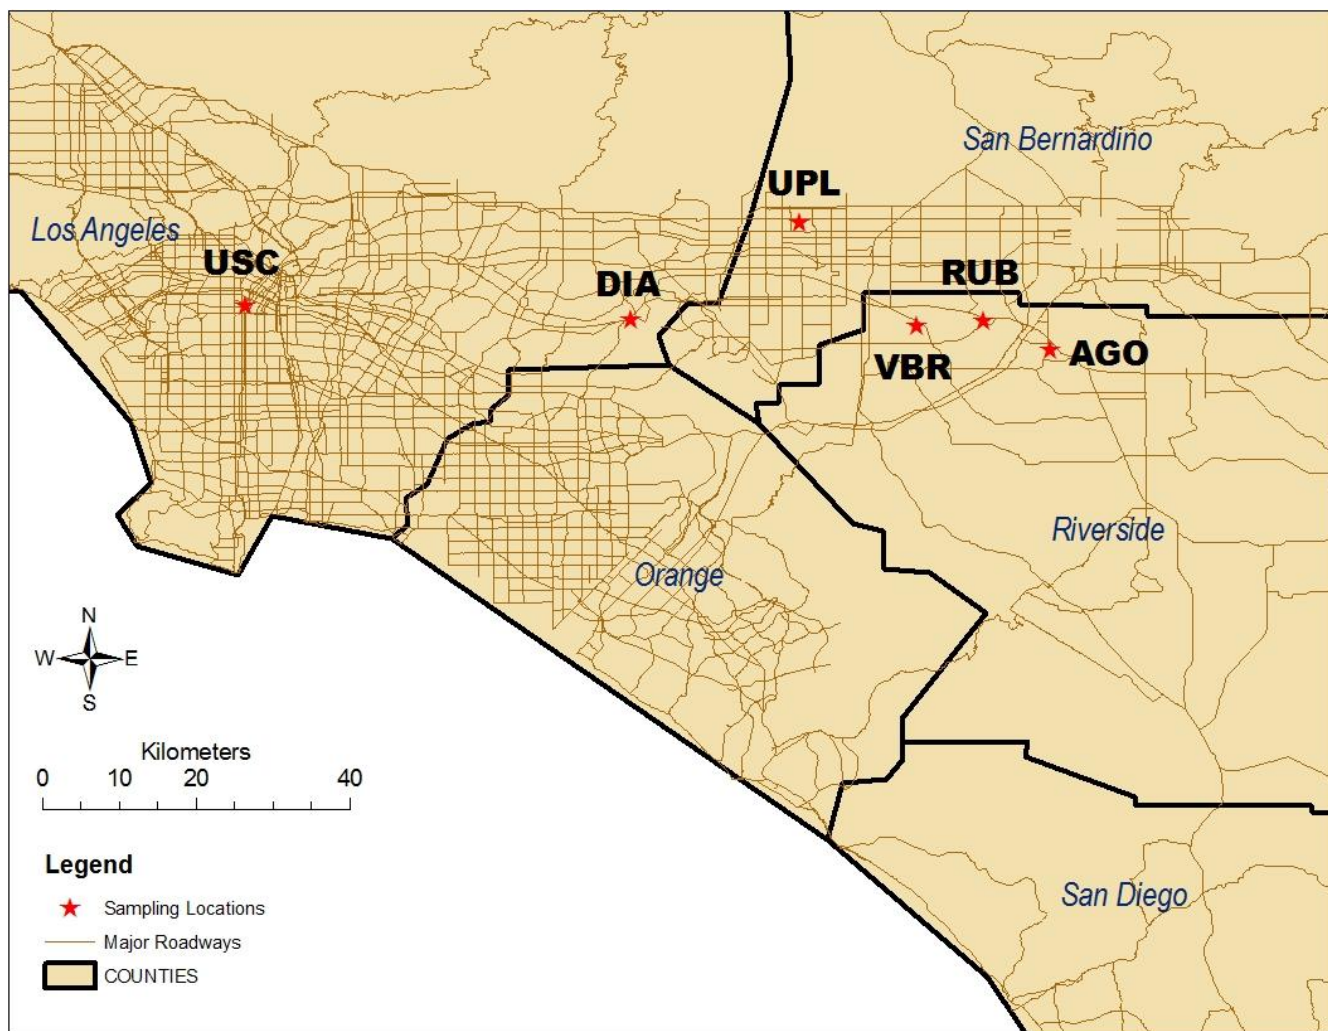 San Bernardino
UPL
Los Angeles
USC
DIA
RUB
VBR
AGO
Riverside
Orange
N
W E
S
Kilometers
0 10 20 40
San Diego
Legend
Sampling Locations
Major Roadways
COUNTIES